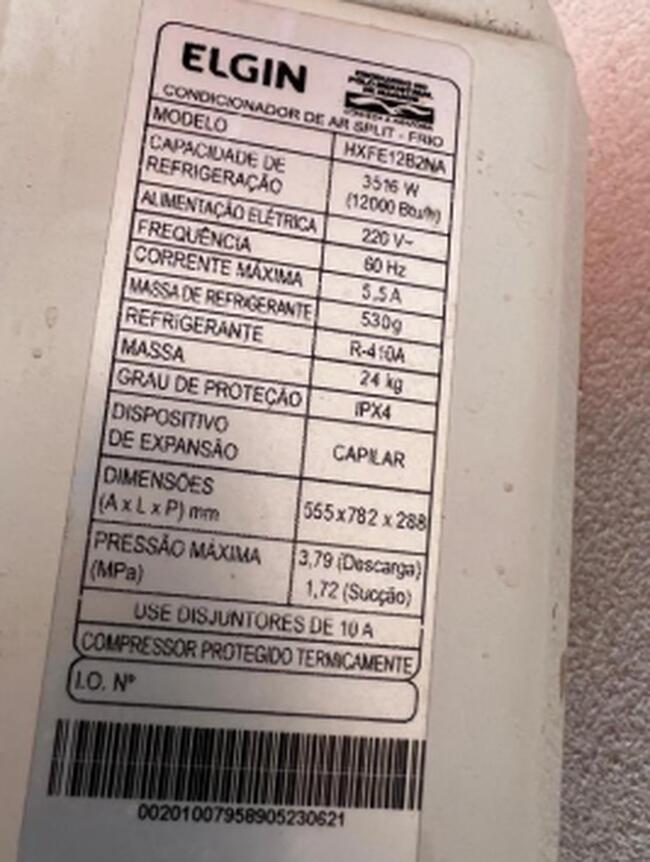 ELGIN
CONDICIONADOR DE AR SPLIT - FRIO
MODELO HXFE12B2NA
CAPACIDADE DE REFRIGERAÇÃO 3516 W (12000 Btu/h)
ALIMENTAÇÃO ELÉTRICA 220 V~
FREQUÊNCIA 60 Hz
CORRENTE MÁXIMA 5,5 A
MASSA DE REFRIGERANTE 530g
REFRIGERANTE R-410A
MASSA 24 kg
GRAU DE PROTEÇÃO IPX4
DISPOSITIVO DE EXPANSÃO CAPILAR
DIMENSÕES (A x L x P) mm 555 x 782 x 288
PRESSÃO MÁXIMA (MPa) 3,79 (Descarga) 1,72 (Sucção)
USE DISJUNTORES DE 10 A
COMPRESSOR PROTEGIDO TERMICAMENTE
I.O. Nº
00201007958905230621